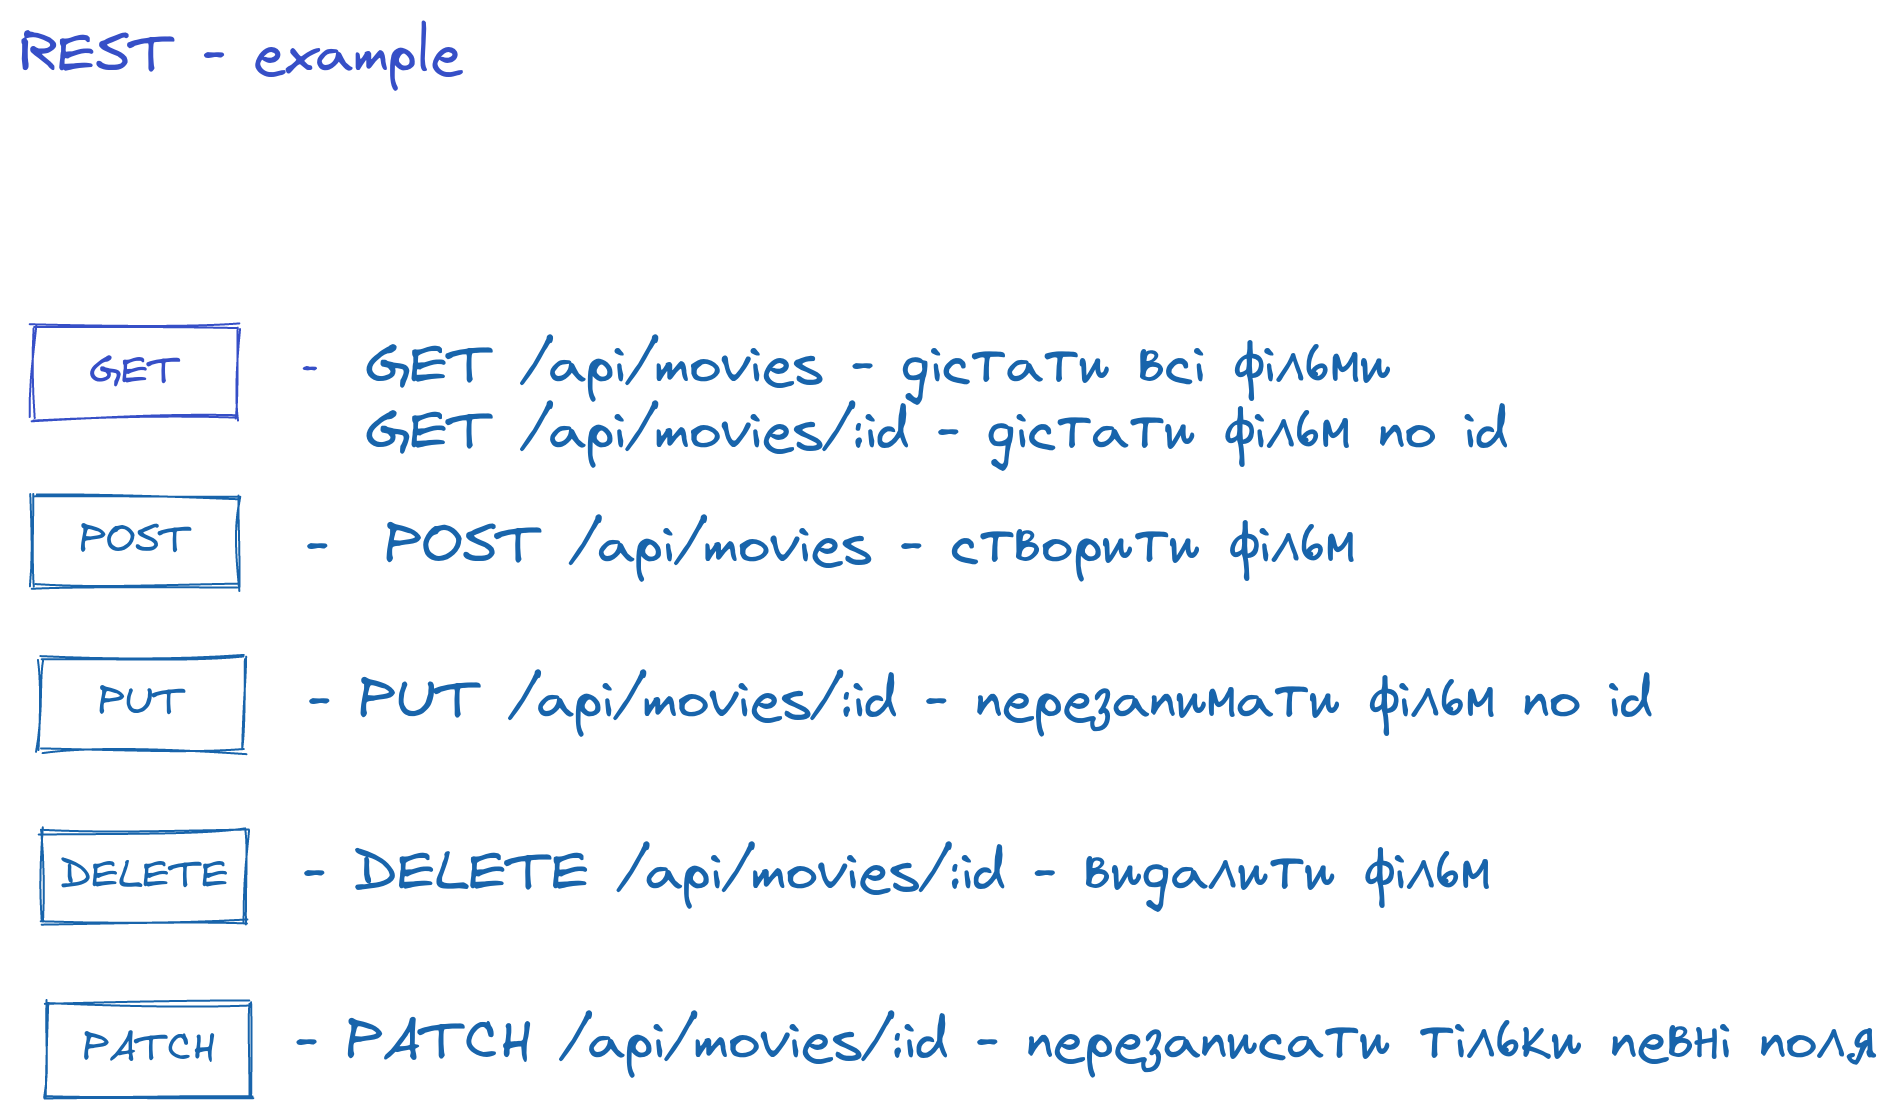 REST - example
GET - GET /api/movies - дістати всі фільми
GET /api/movies/:id - дістати фільм по id
POST - POST /api/movies - створити фільм
PUT - PUT /api/movies/:id - перезапимати фільм по id
DELETE - DELETE /api/movies/:id - видалити фільм
PATCH - PATCH /api/movies/:id - перезаписати тільки певні поля